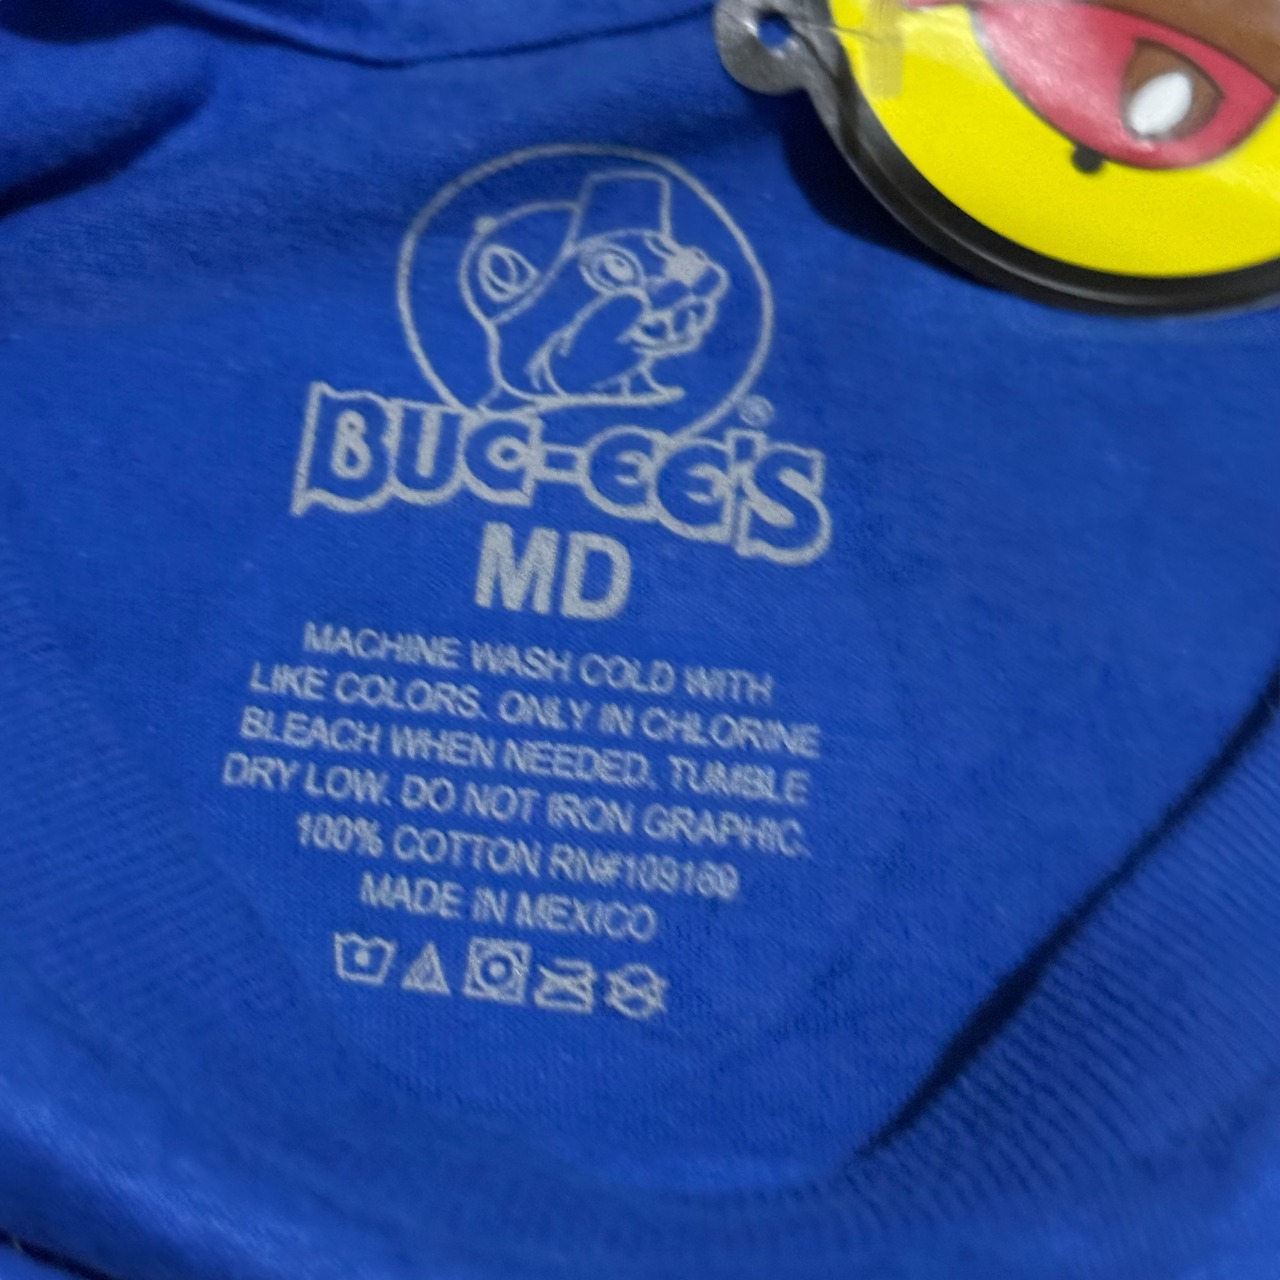 BUC-EE'S®
MD
MACHINE WASH COLD WITH
LIKE COLORS. ONLY IN CHLORINE
BLEACH WHEN NEEDED. TUMBLE
DRY LOW. DO NOT IRON GRAPHIC.
100% COTTON RN#109169
MADE IN MEXICO